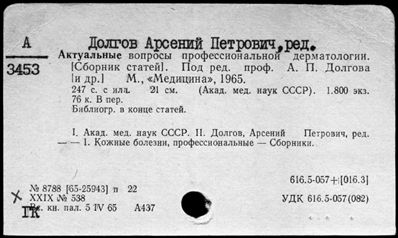 А
3453
Долгов Арсений Петрович, ред.
Актуальные вопросы профессиональной дерматологии.
[Сборник статей]. Под ред. проф. А. П. Долгова
[и др.] М., «Медицина», 1965.
247 с. с илл. 21 см. (Акад. мед. наук СССР). 1.800 экз.
76 к. В пер.
Библиогр. в конце статей.
I. Акад. мед. наук СССР. II. Долгов, Арсений Петрович, ред.
— — 1. Кожные болезни, профессиональные — Сборники.
616.5-057+[016.3]
№ 8788 [65-25943] п 22
XXIX № 538
УДК 616.5-057(082)
кн. пал. 5 IV 65 А437
ГК